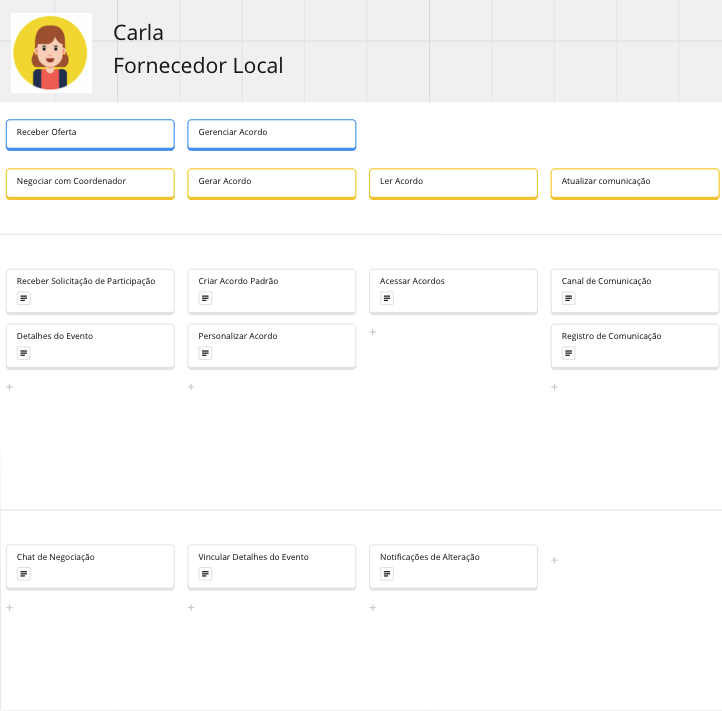 Carla
Fornecedor Local
Receber Oferta
Gerenciar Acordo
Negociar com Coordenador
Gerar Acordo
Ler Acordo
Atualizar comunicação
Receber Solicitação de Participação
Criar Acordo Padrão
Acessar Acordos
Canal de Comunicação
Detalhes do Evento
Personalizar Acordo
Registro de Comunicação
Chat de Negociação
Vincular Detalhes do Evento
Notificações de Alteração